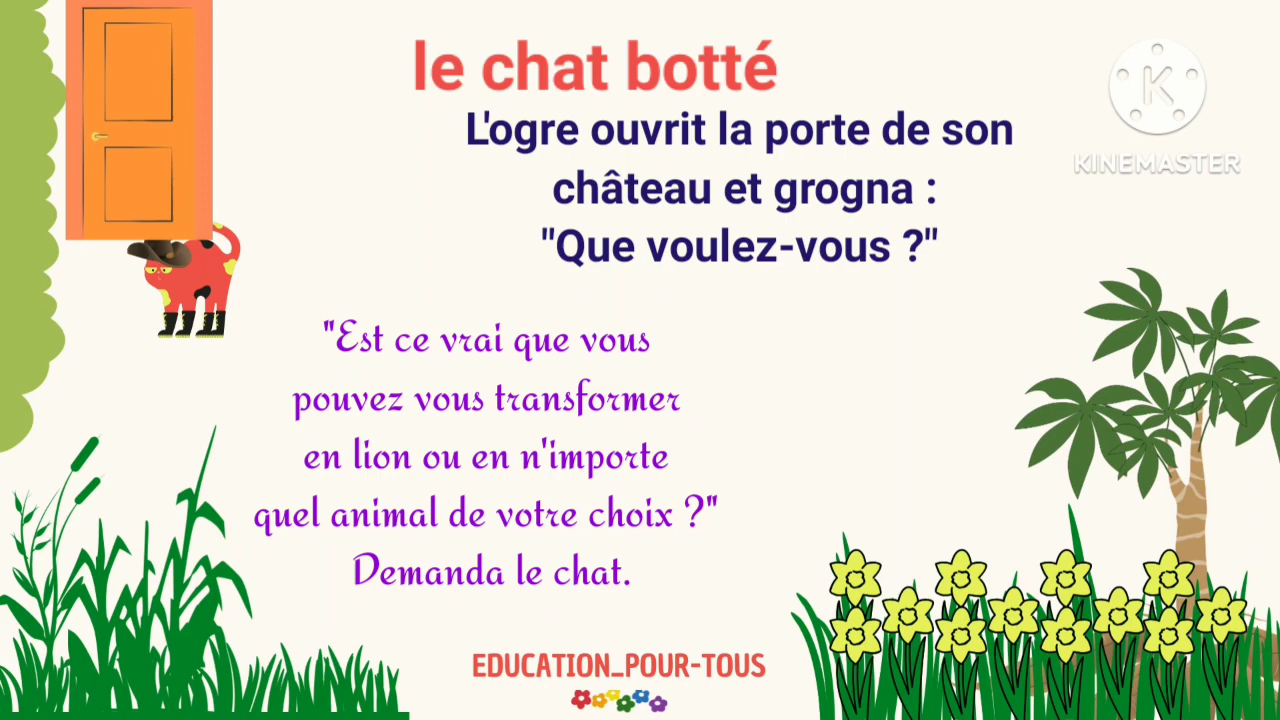 le chat botté
L'ogre ouvrit la porte de son
château et grogna :
"Que voulez-vous ?"
K
KINEMASTER
"Est ce vrai que vous
pouvez vous transformer
en lion ou en n'importe
quel animal de votre choix ?"
Demanda le chat.
EDUCATION_POUR-TOUS